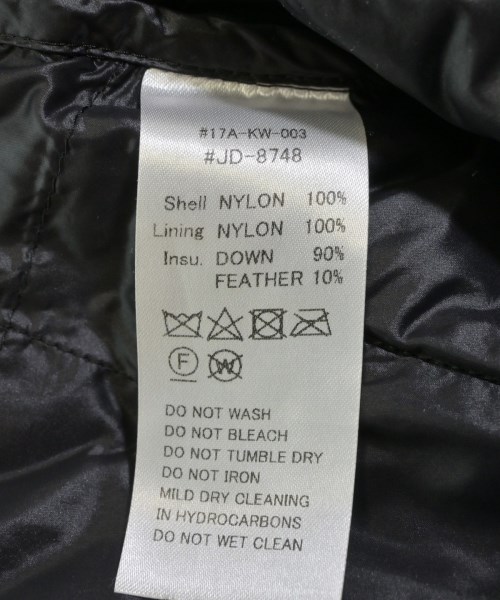 #17A-KW-003
#JD-8748
Shell NYLON 100%
Lining NYLON 100%
Insu. DOWN 90%
FEATHER 10%
F W
DO NOT WASH
DO NOT BLEACH
DO NOT TUMBLE DRY
DO NOT IRON
MILD DRY CLEANING
IN HYDROCARBONS
DO NOT WET CLEAN